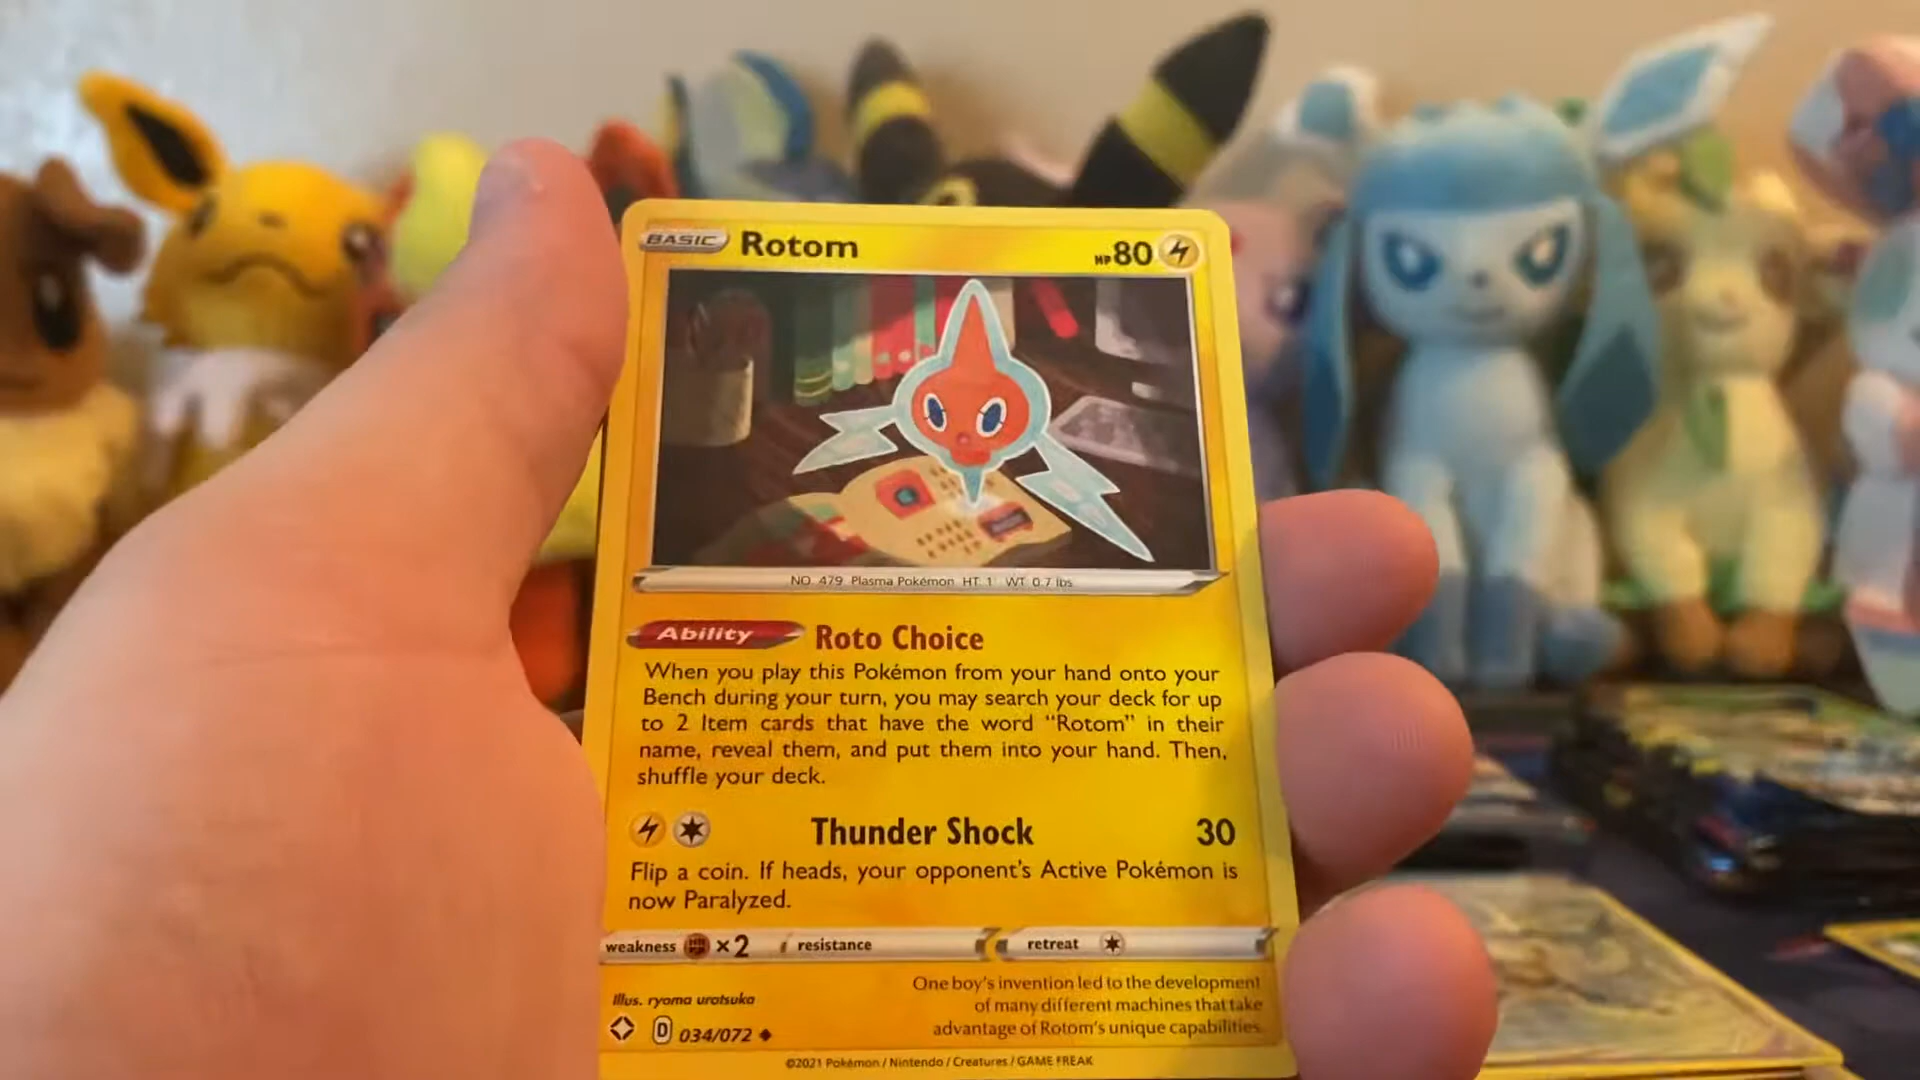 BASIC Rotom HP 80
NO. 479 Plasma Pokémon HT: 1' WT: 0.7 lbs
Ability Roto Choice
When you play this Pokémon from your hand onto your
Bench during your turn, you may search your deck for up
to 2 Item cards that have the word “Rotom” in their
name, reveal them, and put them into your hand. Then,
shuffle your deck.
Thunder Shock 30
Flip a coin. If heads, your opponent's Active Pokémon is
now Paralyzed.
weakness ×2 resistance retreat
Illus. ryoma uratsuka
One boy's invention led to the development
of many different machines that take
advantage of Rotom's unique capabilities.
D 034/072
©2021 Pokémon / Nintendo / Creatures / GAME FREAK